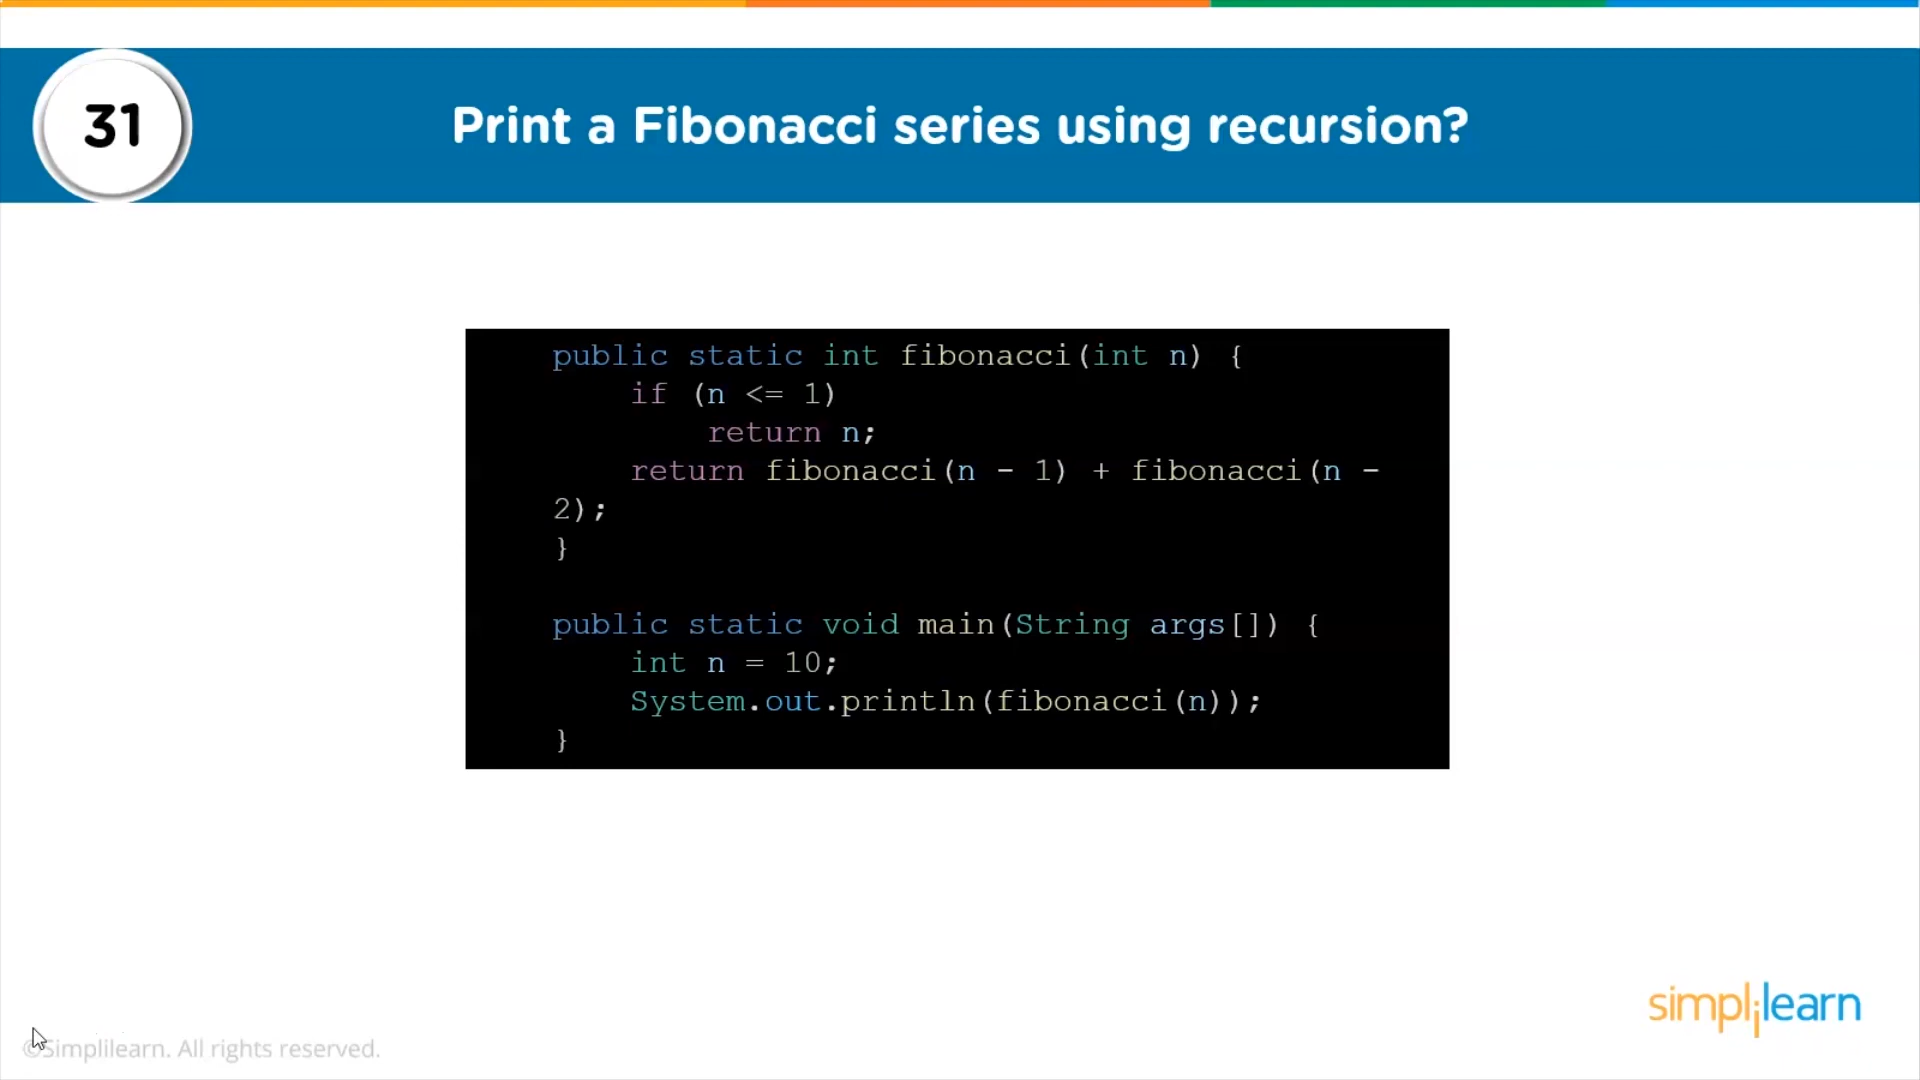 31
Print a Fibonacci series using recursion?
public static int fibonacci(int n) {
if (n <= 1)
return n;
return fibonacci(n - 1) + fibonacci(n -
2);
}
public static void main(String args[]) {
int n = 10;
System.out.println(fibonacci(n));
}
simplilearn
©Simplilearn. All rights reserved.